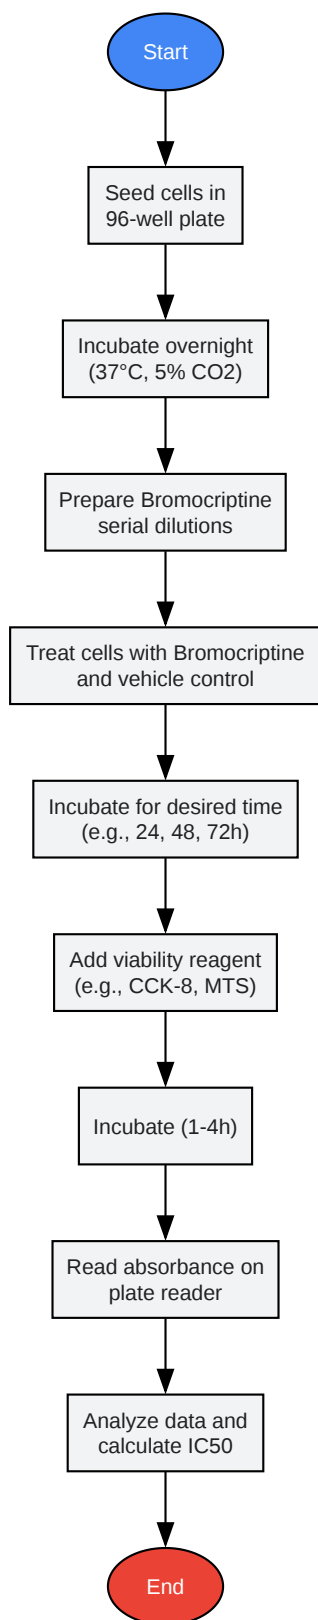 Start
Seed cells in
96-well plate
Incubate overnight
(37°C, 5% CO2)
Prepare Bromocriptine
serial dilutions
Treat cells with Bromocriptine
and vehicle control
Incubate for desired time
(e.g., 24, 48, 72h)
Add viability reagent
(e.g., CCK-8, MTS)
Incubate (1-4h)
Read absorbance on
plate reader
Analyze data and
calculate IC50
End